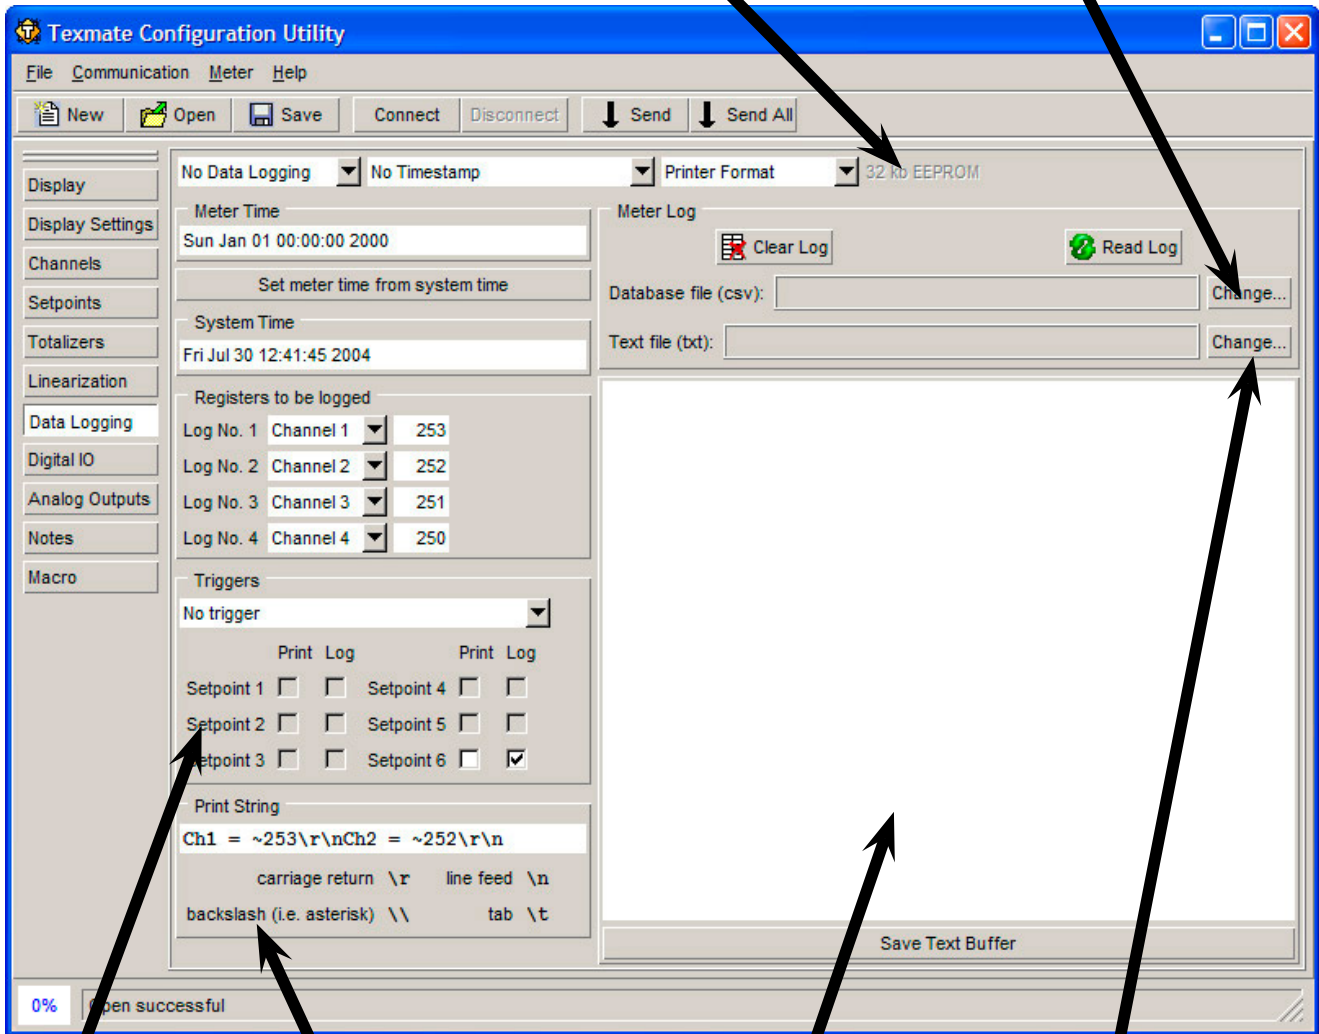 Texmate Configuration Utility
File Communication Meter Help
New Open Save Connect Disconnect Send Send All
Display
Display Settings
Channels
Setpoints
Totalizers
Linearization
Data Logging
Digital IO
Analog Outputs
Notes
Macro
No Data Logging No Timestamp Printer Format 32 kb EEPROM
Meter Time
Sun Jan 01 00:00:00 2000
Set meter time from system time
System Time
Fri Jul 30 12:41:45 2004
Registers to be logged
Log No. 1 Channel 1 253
Log No. 2 Channel 2 252
Log No. 3 Channel 3 251
Log No. 4 Channel 4 250
Triggers
No trigger
Print Log Print Log
Setpoint 1 Setpoint 4
Setpoint 2 Setpoint 5
Setpoint 3 Setpoint 6
Print String
Ch1 = ~253\r\nCh2 = ~252\r\n
carriage return \r line feed \n
backslash (i.e. asterisk) \\ tab \t
Meter Log
Clear Log Read Log
Database file (csv): Change...
Text file (txt): Change...
Save Text Buffer
0% Open successful